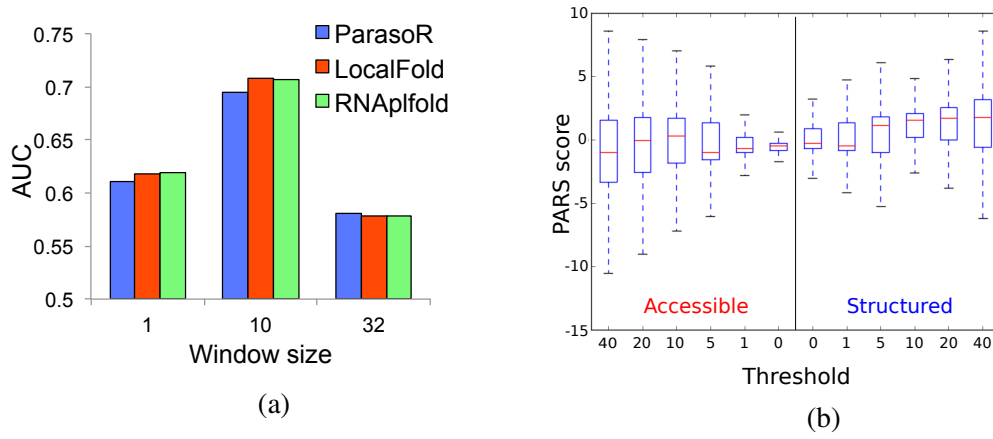 0.75
0.7
0.65
0.6
0.55
0.5
AUC
ParasoR
LocalFold
RNAplfold
1 10 32
Window size
(a)
10
5
0
-5
-10
-15
PARS score
Accessible Structured
40 20 10 5 1 0 0 1 5 10 20 40
Threshold
(b)